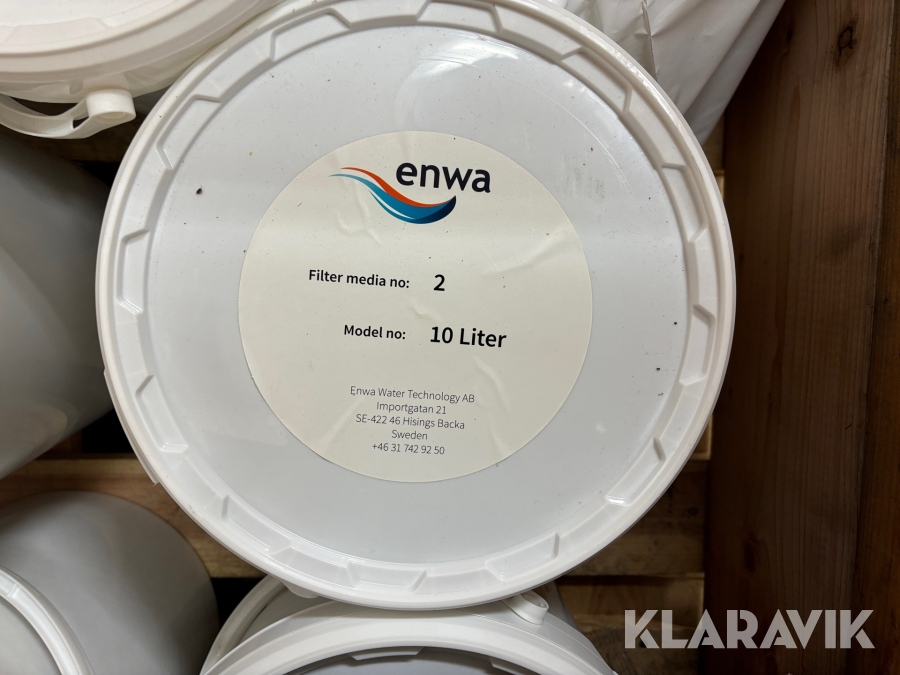 enwa
Filter media no: 2
Model no: 10 Liter
Enwa Water Technology AB
Importgatan 21
SE-422 46 Hisings Backa
Sweden
+46 31 742 92 50
KLARAVIK